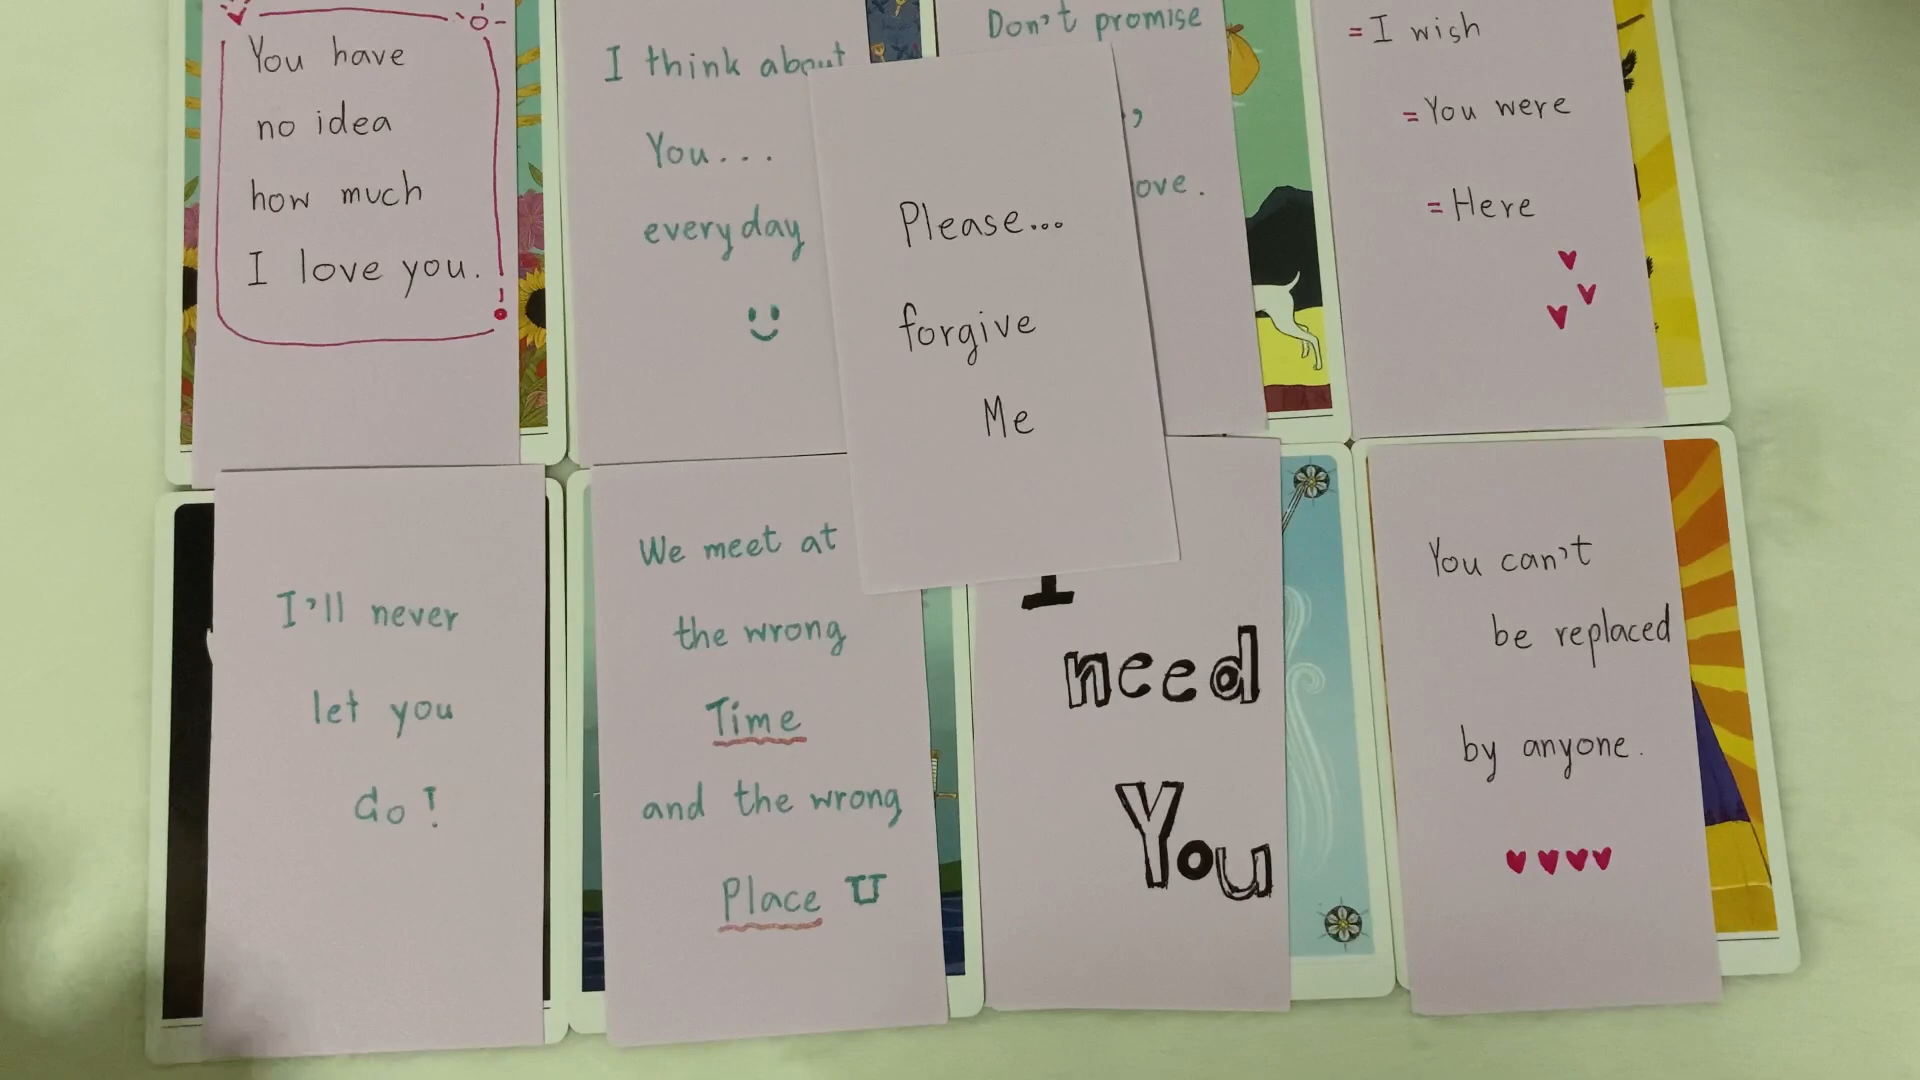 You have
no idea
how much
I love you.
I think about
You...
everyday
Don't promise
,
Please...
forgive
Me
= I wish
= You were
= Here
I'll never
let you
Go!
We meet at
the wrong
Time
and the wrong
Place
I
need
You
You can't
be replaced
by anyone.